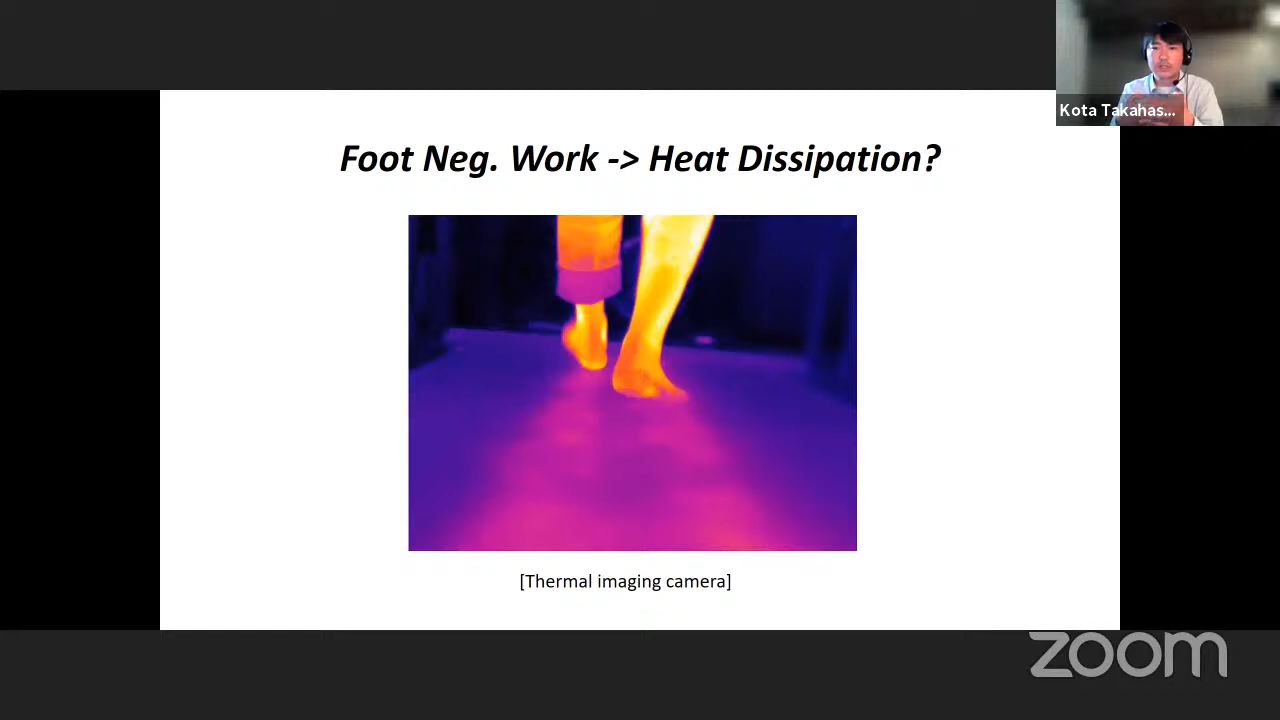 Kota Takahas...
Foot Neg. Work -> Heat Dissipation?
[Thermal imaging camera]
zoom